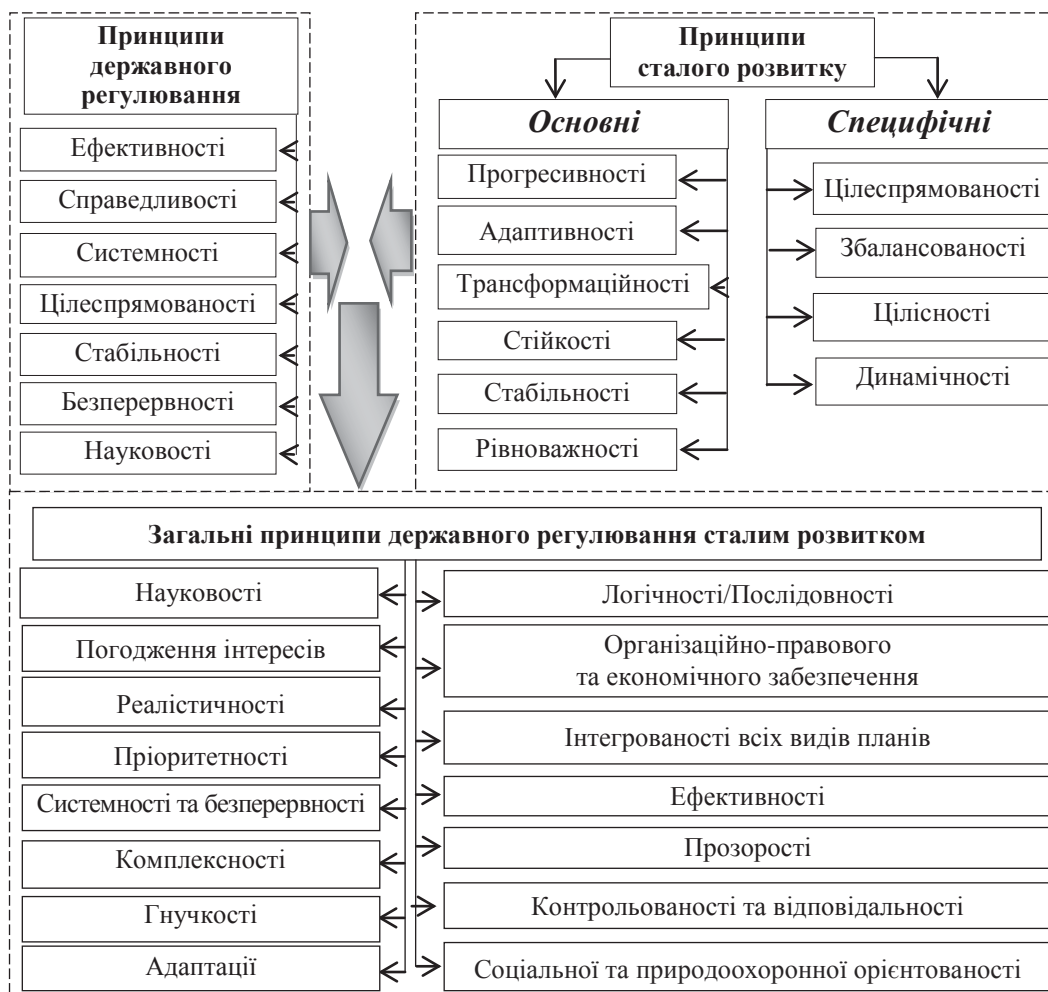 Принципи
державного
регулювання
Ефективності
Справедливості
Системності
Цілеспрямованості
Стабільності
Безперервності
Науковості
Принципи
сталого розвитку
Основні
Прогресивності
Адаптивності
Трансформаційності
Стійкості
Стабільності
Рівноважності
Специфічні
Цілеспрямованості
Збалансованості
Цілісності
Динамічності
Загальні принципи державного регулювання сталим розвитком
Науковості
Погодження інтересів
Реалістичності
Пріоритетності
Системності та безперервності
Комплексності
Гнучкості
Адаптації
Логічності/Послідовності
Організаційно-правового
та економічного забезпечення
Інтегрованості всіх видів планів
Ефективності
Прозорості
Контрольованості та відповідальності
Соціальної та природоохоронної орієнтованості